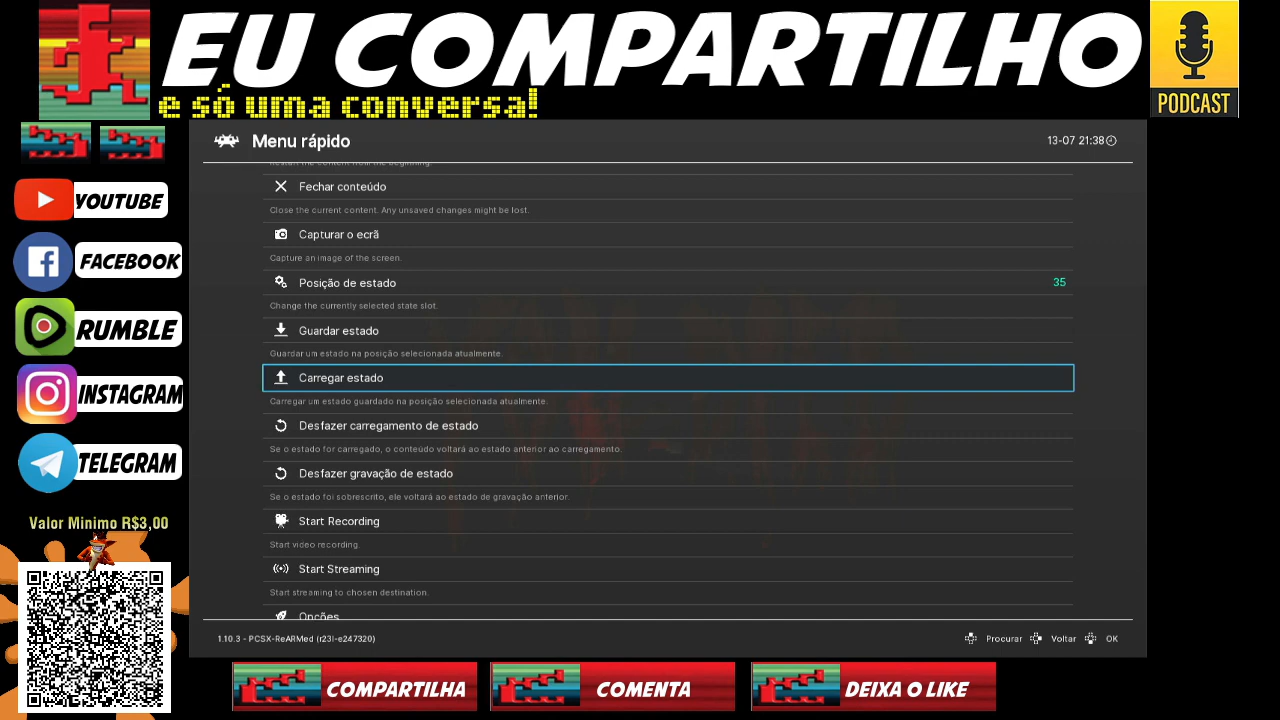 EU COMPARTILHO
e só uma conversa!
PODCAST
YOUTUBE
FACEBOOK
RUMBLE
INSTAGRAM
TELEGRAM
Valor Minimo R$3,00
Menu rápido
13-07 21:38
Restart the content from the beginning.
Fechar conteúdo
Close the current content. Any unsaved changes might be lost.
Capturar o ecrã
Capture an image of the screen.
Posição de estado
35
Change the currently selected state slot.
Guardar estado
Guardar um estado na posição selecionada atualmente.
Carregar estado
Carregar um estado guardado na posição selecionada atualmente.
Desfazer carregamento de estado
Se o estado for carregado, o conteúdo voltará ao estado anterior ao carregamento.
Desfazer gravação de estado
Se o estado foi sobrescrito, ele voltará ao estado de gravação anterior.
Start Recording
Start video recording.
Start Streaming
Start streaming to chosen destination.
Opções
1.10.3 - PCSX-ReARMed (r23l-e247320)
Procurar
Voltar
OK
COMPARTILHA
COMENTA
DEIXA O LIKE